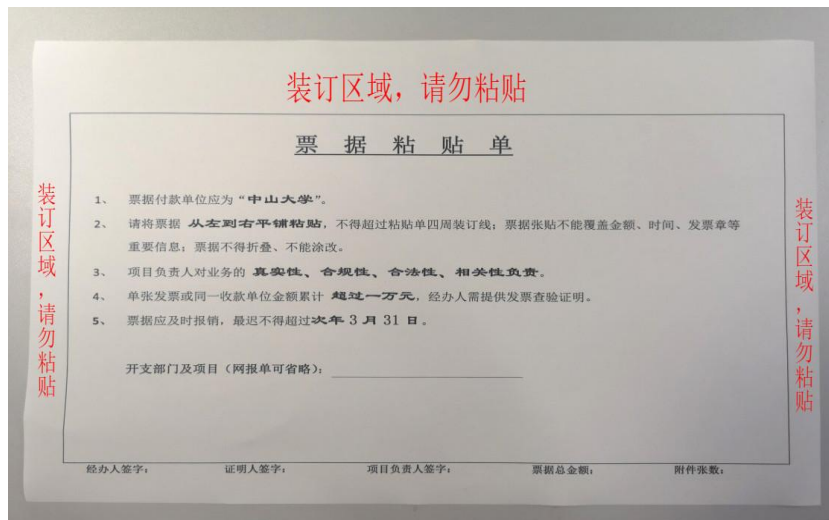 装订区域，请勿粘贴
票 据 粘 贴 单
装订区域，请勿粘贴
1、 票据付款单位应为“中山大学”。
2、 请将票据 从左到右平铺粘贴，不得超过粘贴单四周装订线；票据张贴不能覆盖金额、时间、发票章等
重要信息；票据不得折叠、不能涂改。
3、 项目负责人对业务的 真实性、合规性、合法性、相关性负责。
4、 单张发票或同一收款单位金额累计 超过一万元，经办人需提供发票查验证明。
5、 票据应及时报销，最迟不得超过次年 3 月 31 日。
开支部门及项目（网报单可省略）：
装订区域，请勿粘贴
经办人签字： 证明人签字： 项目负责人签字： 票据总金额： 附件张数：